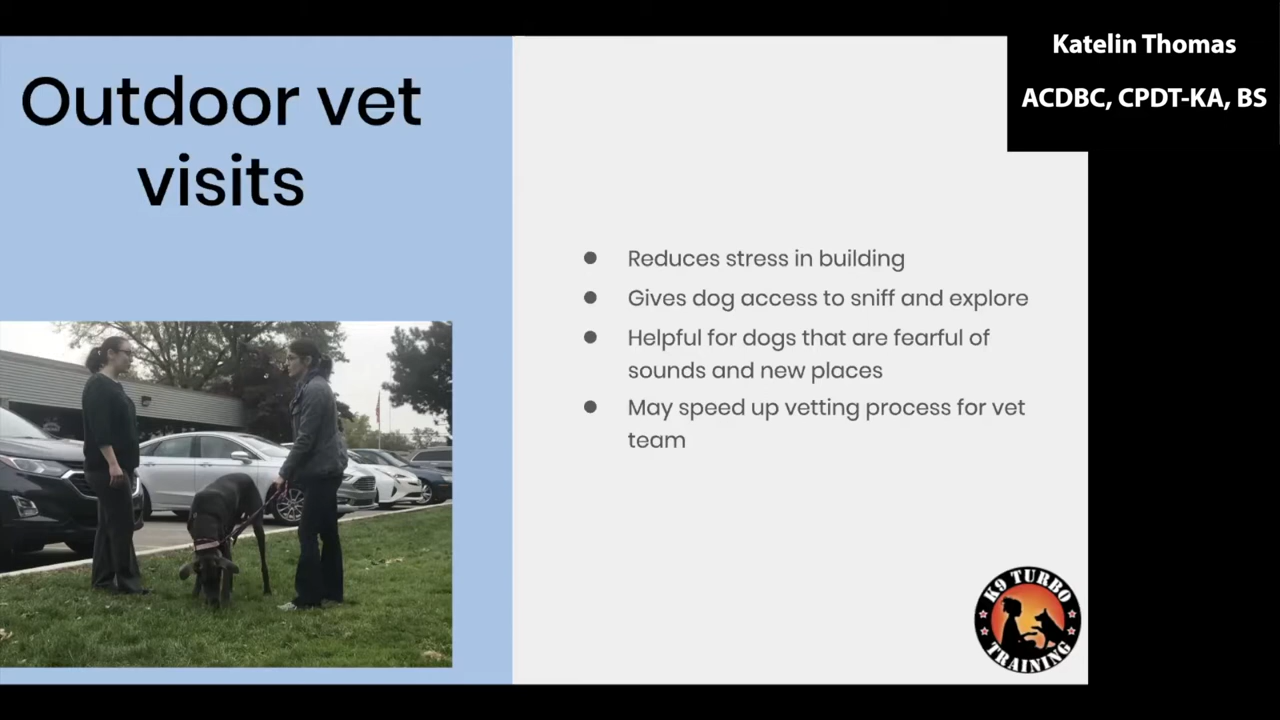 Katelin Thomas
ACDBC, CPDT-KA, BS
Outdoor vet
visits
● Reduces stress in building
● Gives dog access to sniff and explore
● Helpful for dogs that are fearful of
sounds and new places
● May speed up vetting process for vet
team
K9 TURBO
TRAINING